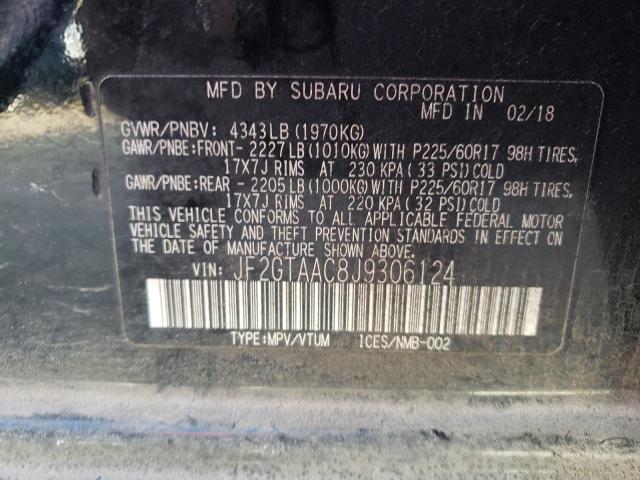 MFD BY SUBARU CORPORATION
MFD IN 02/18
GVWR/PNBV: 4343LB (1970KG)
GAWR/PNBE:FRONT- 2227LB (1010KG) WITH P225/60R17 98H TIRES,
17X7J RIMS AT 230 KPA ( 33 PSI) COLD
GAWR/PNBE:REAR - 2205LB (1000KG) WITH P225/60R17 98H TIRES,
17X7J RIMS AT 220 KPA (32 PSI) COLD
THIS VEHICLE CONFORMS TO ALL APPLICABLE FEDERAL MOTOR
VEHICLE SAFETY AND THEFT PREVENTION STANDARDS IN EFFECT ON
THE DATE OF MANUFACTURE SHOWN ABOVE.
VIN: JF2GTAAC8J9306124
TYPE:MPV/VTUM ICES/NMB-002